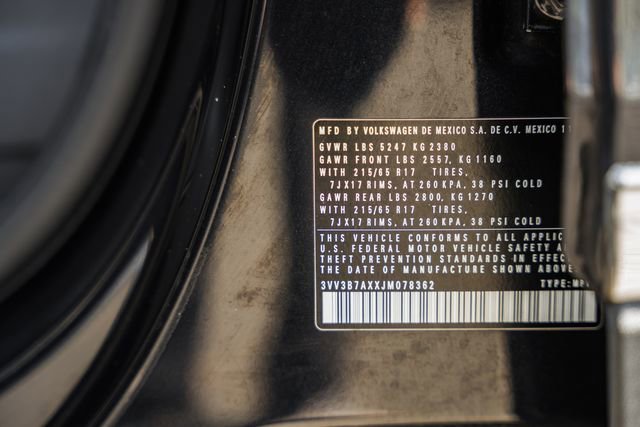 MFD BY VOLKSWAGEN DE MEXICO S.A. DE C.V. MEXICO
GVWR LBS 5247 KG 2380
GAWR FRONT LBS 2557, KG 1160
WITH 215/65 R17 TIRES,
7JX17 RIMS, AT 260 KPA, 38 PSI COLD
GAWR REAR LBS 2800, KG 1270
WITH 215/65 R17 TIRES,
7JX17 RIMS, AT 260 KPA, 38 PSI COLD
THIS VEHICLE CONFORMS TO ALL APPLIC
U.S. FEDERAL MOTOR VEHICLE SAFETY A
THEFT PREVENTION STANDARDS IN EFFEC
THE DATE OF MANUFACTURE SHOWN ABOVE
3VV3B7AXXJM078362 TYPE: